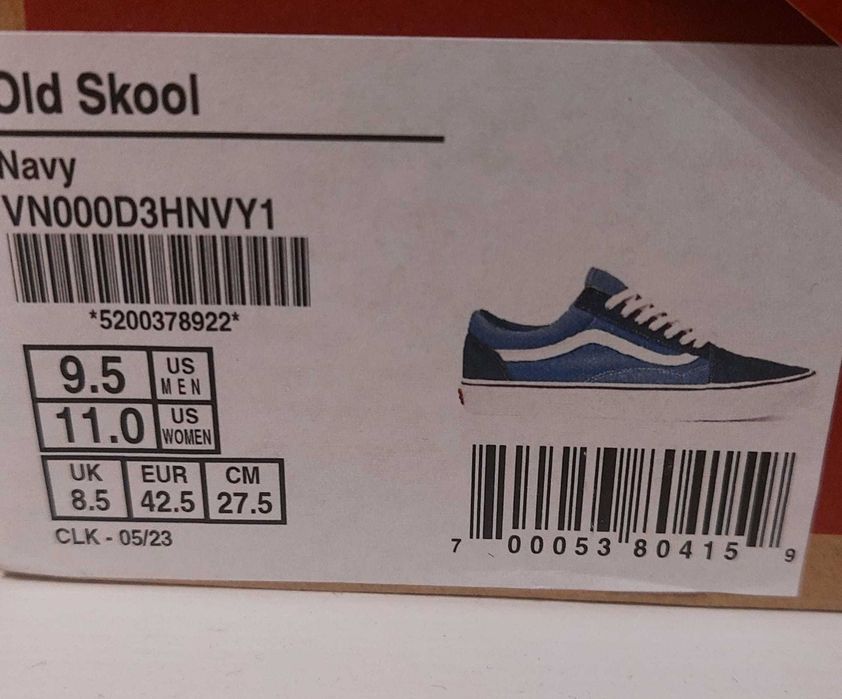 Old Skool
Navy
VN000D3HNVY1
*5200378922*
9.5 US MEN
11.0 US WOMEN
UK EUR CM
8.5 42.5 27.5
CLK - 05/23
7 00053 80415 9